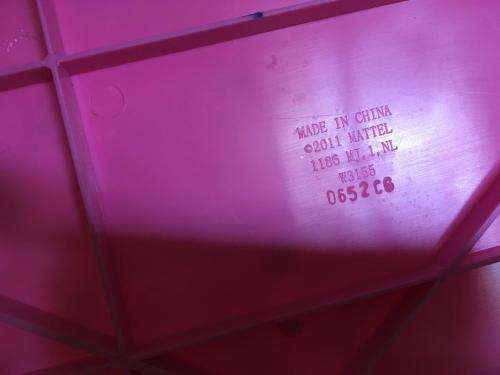 MADE IN CHINA
©2011 MATTEL
1186 MJ,1,NL
W3155
0652C6